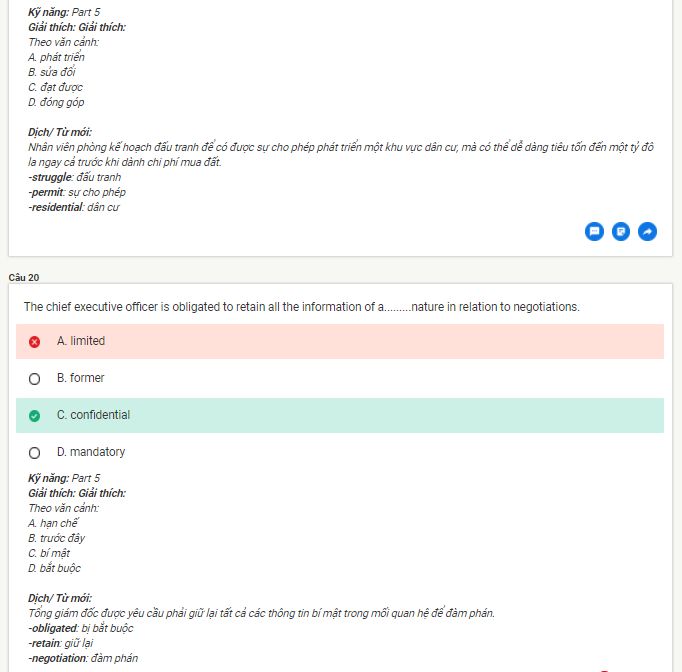 Kỹ năng: Part 5
Giải thích: Giải thích:
Theo văn cảnh:
A. phát triển
B. sửa đổi
C. đạt được
D. đóng góp
Dịch/ Từ mới:
Nhân viên phòng kế hoạch đấu tranh để có được sự cho phép phát triển một khu vực dân cư, mà có thể dễ dàng tiêu tốn đến một tỷ đô
la ngay cả trước khi dành chi phí mua đất.
-struggle: đấu tranh
-permit: sự cho phép
-residential: dân cư
Câu 20
The chief executive officer is obligated to retain all the information of a.........nature in relation to negotiations.
A. limited
B. former
C. confidential
D. mandatory
Kỹ năng: Part 5
Giải thích: Giải thích:
Theo văn cảnh:
A. hạn chế
B. trước đây
C. bí mật
D. bắt buộc
Dịch/ Từ mới:
Tổng giám đốc được yêu cầu phải giữ lại tất cả các thông tin bí mật trong mối quan hệ để đàm phán.
-obligated: bị bắt buộc
-retain: giữ lại
-negotiation: đàm phán